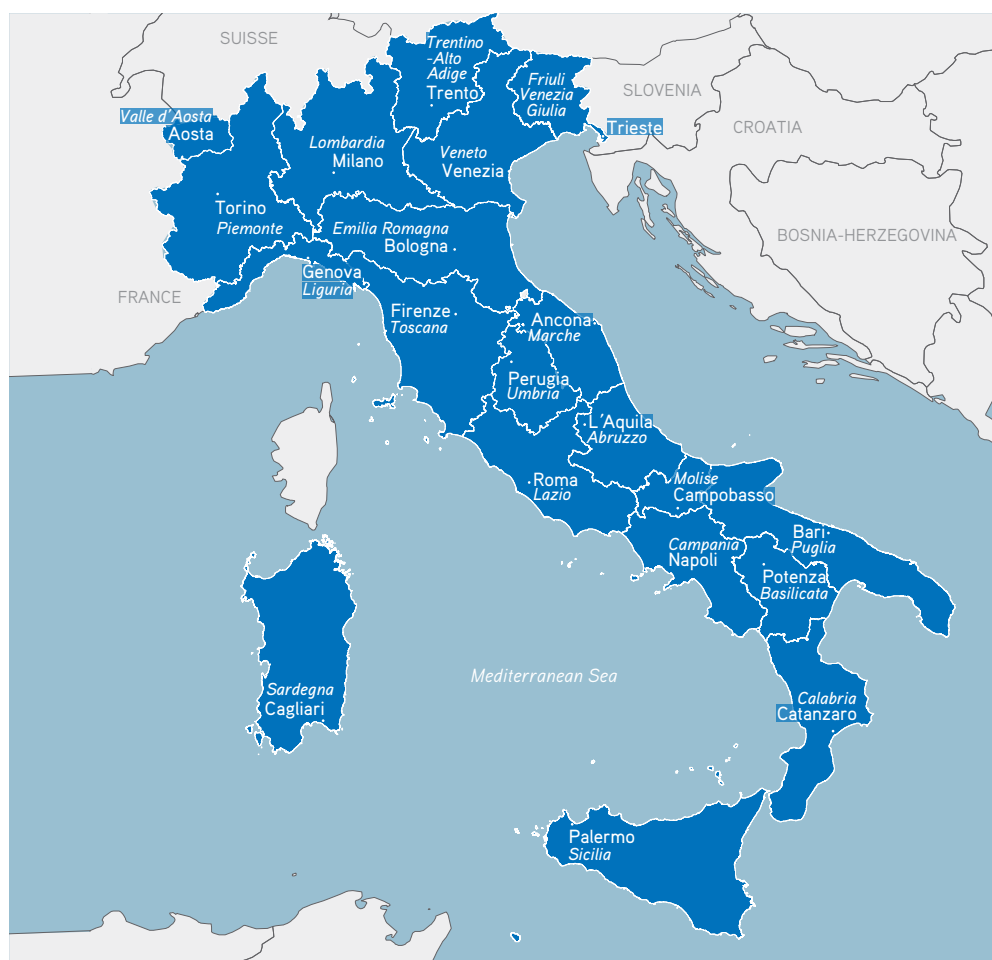 SUISSE
Trentino
-Alto
Adige
Trento
Friuli
Venezia
Giulia
SLOVENIA
Valle d'Aosta
Aosta
Trieste
CROATIA
Lombardia
Milano
Veneto
Venezia
Torino
Piemonte
Emilia Romagna
Bologna
BOSNIA-HERZEGOVINA
Genova
Liguria
FRANCE
Firenze
Toscana
Ancona
Marche
Perugia
Umbria
L'Aquila
Abruzzo
Roma
Lazio
Molise
Campobasso
Bari
Puglia
Campania
Napoli
Potenza
Basilicata
Mediterranean Sea
Sardegna
Cagliari
Calabria
Catanzaro
Palermo
Sicilia